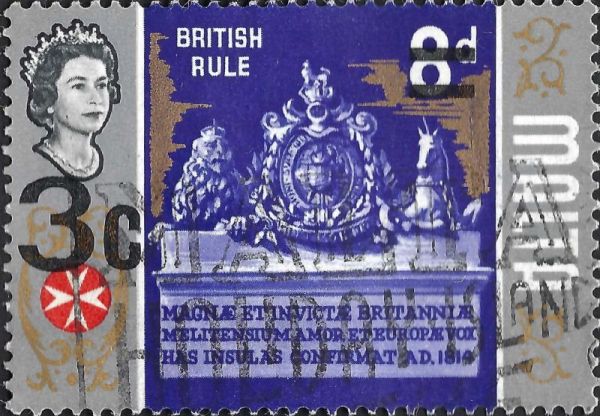 BRITISH
RULE
8d
3c
MALTA
MAGNÆ ET INVICTÆ BRITANNIÆ
MELITENSIUM AMOR ET EUROPÆ VOX
HAS INSULAS CONFIRMAT A.D. 1814